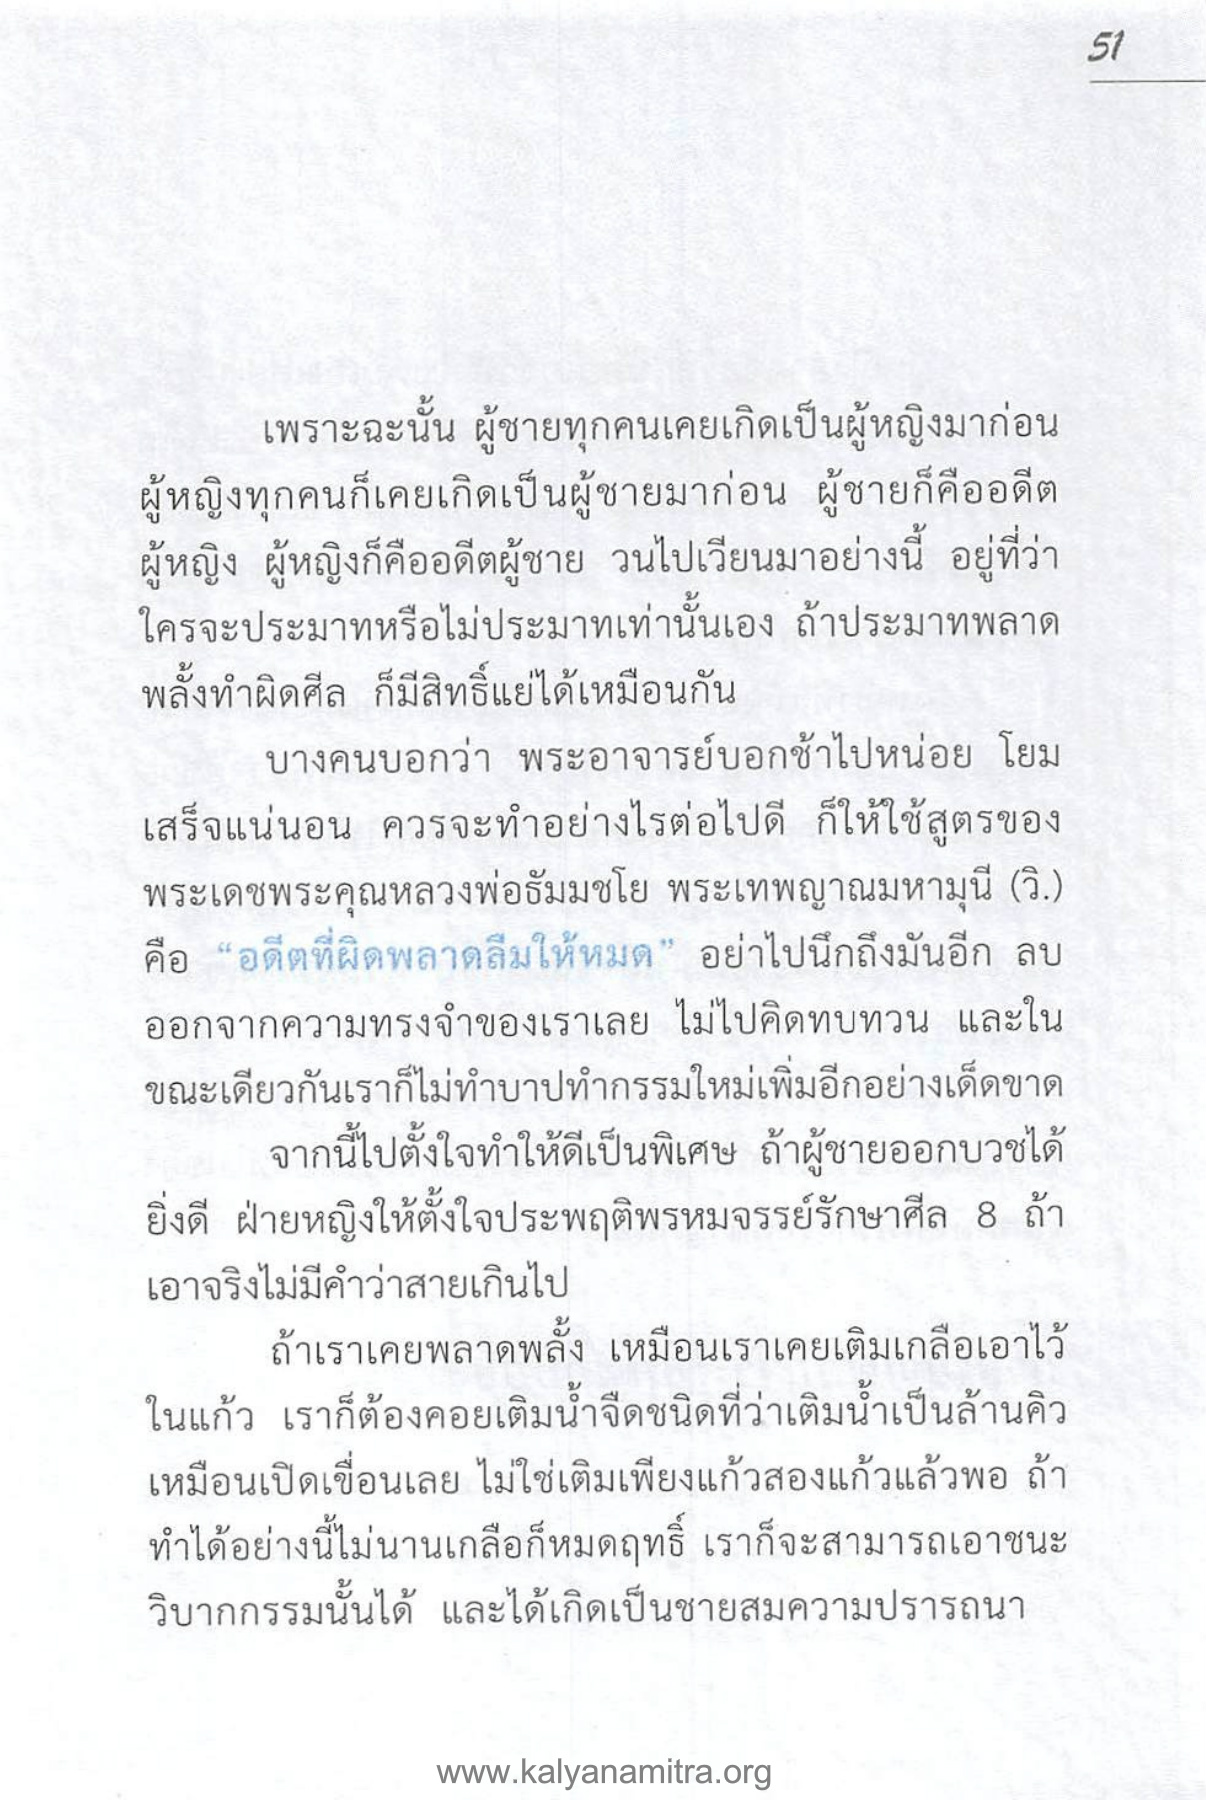 51
เพราะฉะนั้น ผู้ชายทุกคนเคยเกิดเป็นผู้หญิงมาก่อน
ผู้หญิงทุกคนก็เคยเกิดเป็นผู้ชายมาก่อน ผู้ชายก็คืออดีต
ผู้หญิง ผู้หญิงก็คืออดีตผู้ชาย วนไปเวียนมาอย่างนี้ อยู่ที่ว่า
ใครจะประมาทหรือไม่ประมาทเท่านั้นเอง ถ้าประมาทพลาด
พลั้งทำผิดศีล ก็มีสิทธิ์แย่ได้เหมือนกัน
บางคนบอกว่า พระอาจารย์บอกช้าไปหน่อย โยม
เสร็จแน่นอน ควรจะทำอย่างไรต่อไปดี ก็ให้ใช้สูตรของ
พระเดชพระคุณหลวงพ่อธัมมชโย พระเทพญาณมหามุนี (วิ.)
คือ “อดีตที่ผิดพลาดลืมให้หมด” อย่าไปนึกถึงมันอีก ลบ
ออกจากความทรงจำของเราเลย ไม่ไปคิดทบทวน และใน
ขณะเดียวกันเราก็ไม่ทำบาปทำกรรมใหม่เพิ่มอีกอย่างเด็ดขาด
จากนี้ไปตั้งใจทำให้ดีเป็นพิเศษ ถ้าผู้ชายออกบวชได้
ยิ่งดี ฝ่ายหญิงให้ตั้งใจประพฤติพรหมจรรย์รักษาศีล 8 ถ้า
เอาจริงไม่มีคำว่าสายเกินไป
ถ้าเราเคยพลาดพลั้ง เหมือนเราเคยเติมเกลือเอาไว้
ในแก้ว เราก็ต้องคอยเติมน้ำจืดชนิดที่ว่าเติมน้ำเป็นล้านคิว
เหมือนเปิดเขื่อนเลย ไม่ใช่เติมเพียงแก้วสองแก้วแล้วพอ ถ้า
ทำได้อย่างนี้ไม่นานเกลือก็หมดฤทธิ์ เราก็จะสามารถเอาชนะ
วิบากกรรมนั้นได้ และได้เกิดเป็นชายสมความปรารถนา
www.kalyanamitra.org